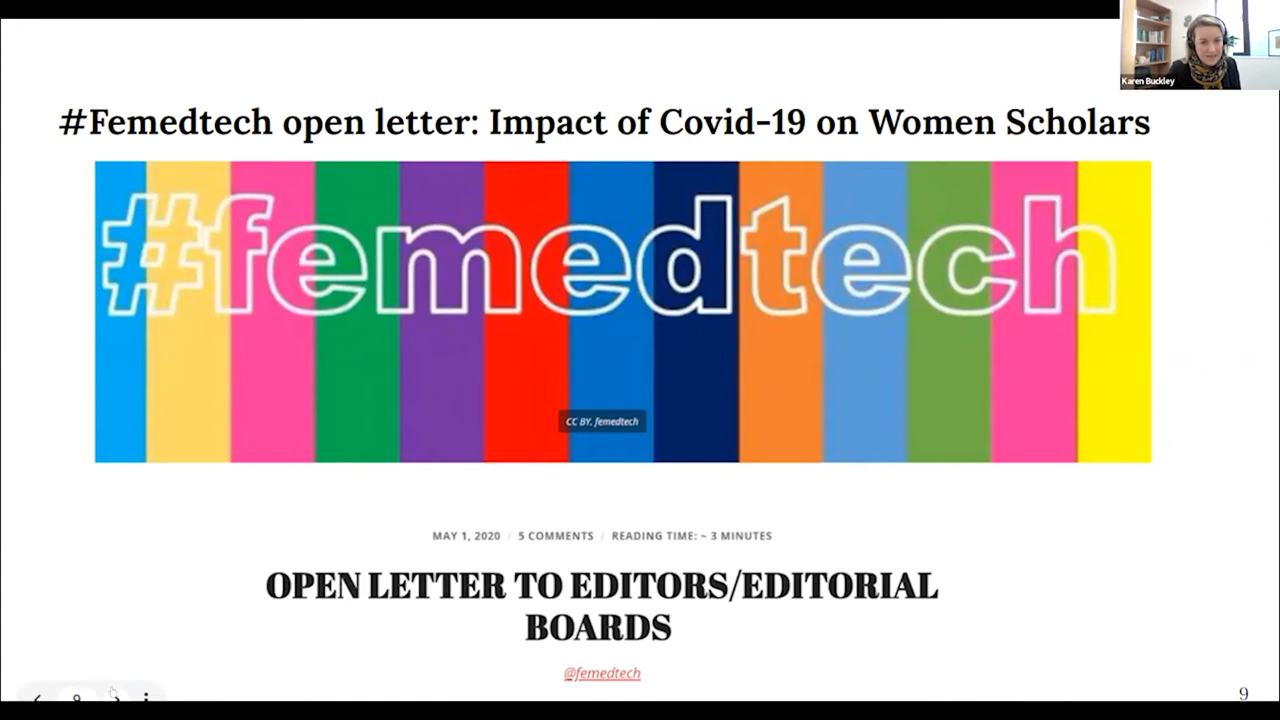 Karen Buckley
#Femedtech open letter: Impact of Covid-19 on Women Scholars
#femedtech
CC BY, femedtech
MAY 1, 2020 / 5 COMMENTS / READING TIME: ~ 3 MINUTES
OPEN LETTER TO EDITORS/EDITORIAL
BOARDS
@femedtech
9